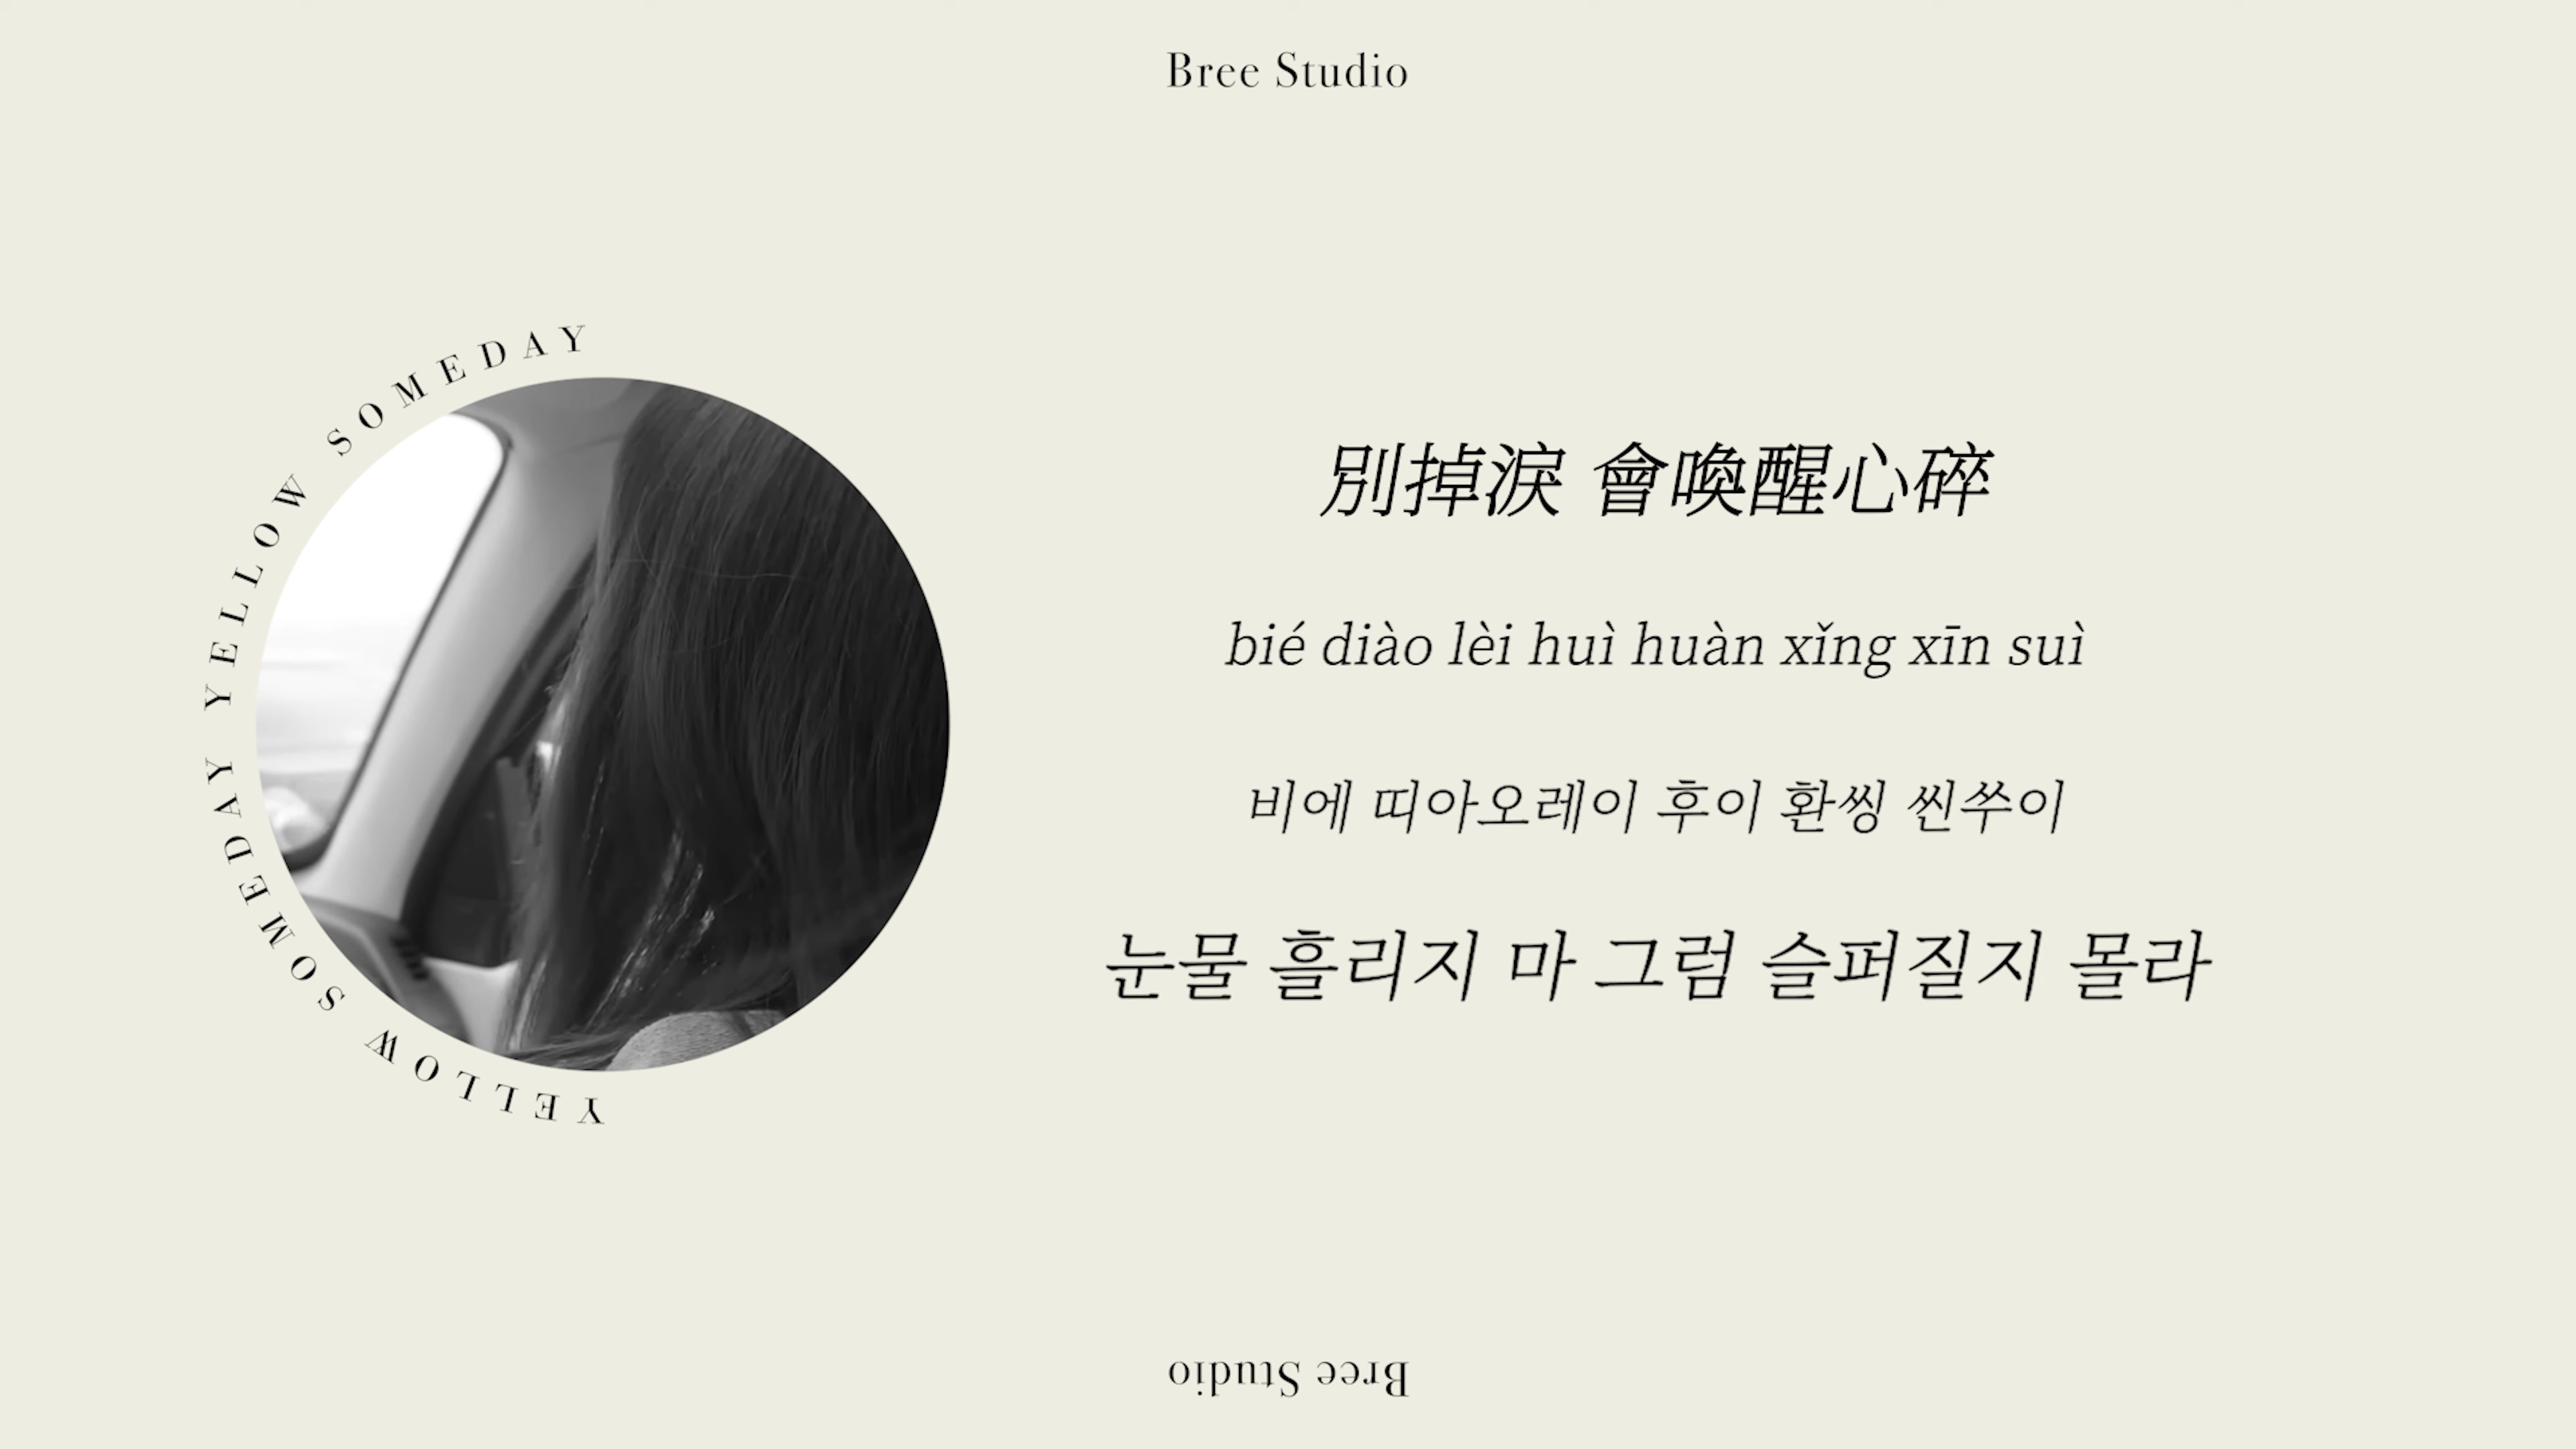 Bree Studio
YELLOW SOMEDAY YELLOW SOMEDAY
別掉淚 會喚醒心碎
bié diào lèi huì huàn xǐng xīn suì
비에 띠아오레이 후이 환씽 씬쑤이
눈물 흘리지 마 그럼 슬퍼질지 몰라
Bree Studio